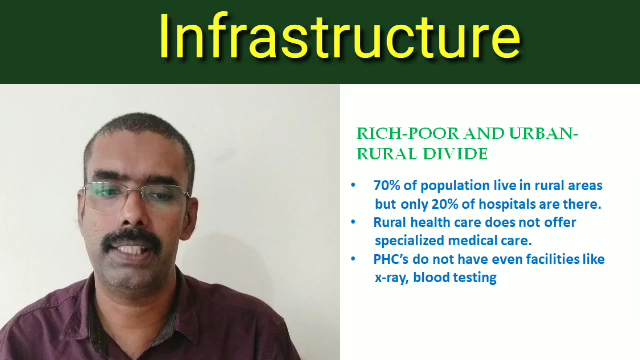 Infrastructure
RICH-POOR AND URBAN-
RURAL DIVIDE
• 70% of population live in rural areas
but only 20% of hospitals are there.
• Rural health care does not offer
specialized medical care.
• PHC's do not have even facilities like
x-ray, blood testing